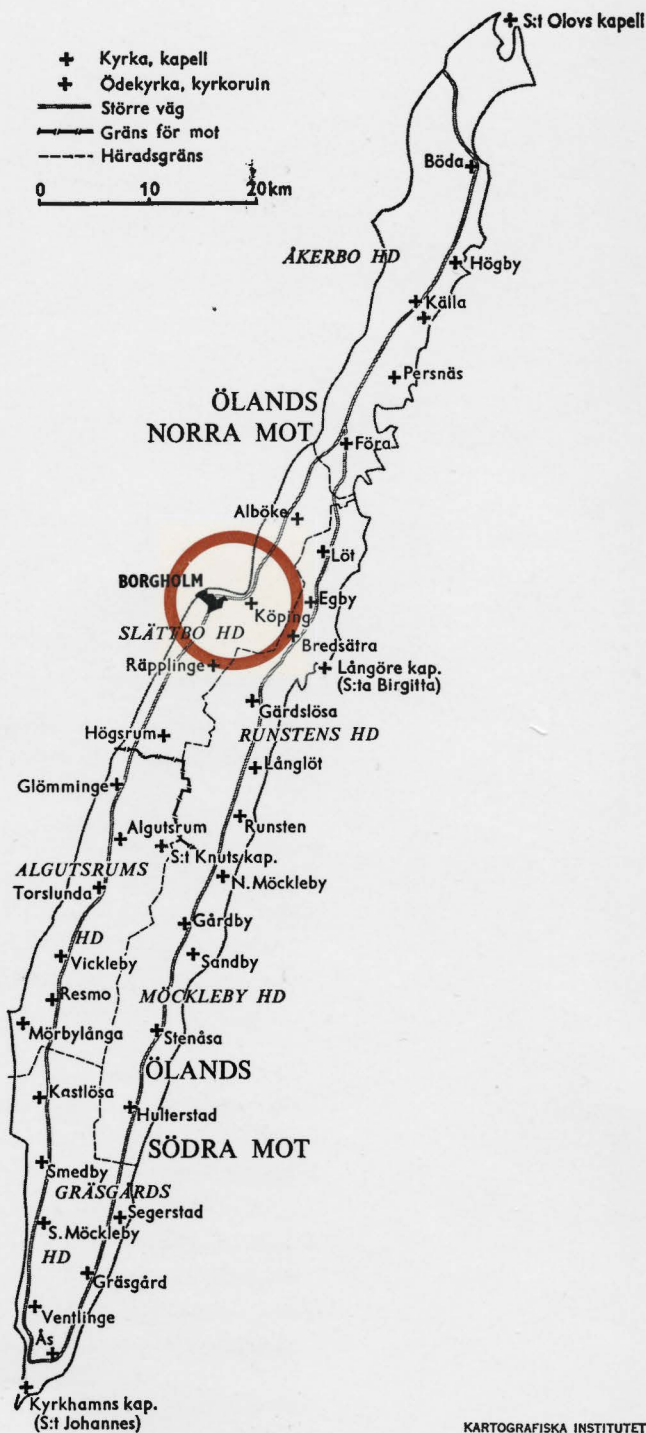 S:t Olovs kapell
Kyrka, kapell
Ödekyrka, kyrkoruin
Större väg
Gräns för mot
Häradsgräns
0 10 20 km
Böda
ÅKERBO HD
Högby
Källa
Persnäs
ÖLANDS
NORRA MOT
Föra
Alböke
Löt
BORGHOLM
Egby
Köping
SLÄTTBO HD
Bredsätra
Räpplinge
Långöre kap.
(S:ta Birgitta)
Gärdslösa
Högsrum
RUNSTENS HD
Långlöt
Glömminge
Runsten
Algutsrum
S:t Knuts kap.
ALGUTSRUMS
N. Möckleby
Torslunda
Gårdby
HD
Vickleby
Sandby
Resmo
MÖCKLEBY HD
Mörbylånga
Stenåsa
ÖLANDS
Kastlösa
Hulterstad
SÖDRA MOT
Smedby
GRÄSGÅRDS
Segerstad
S. Möckleby
HD
Gräsgård
Ventlinge
Ås
Kyrkhamns kap.
(S:t Johannes)
KARTOGRAFISKA INSTITUTET